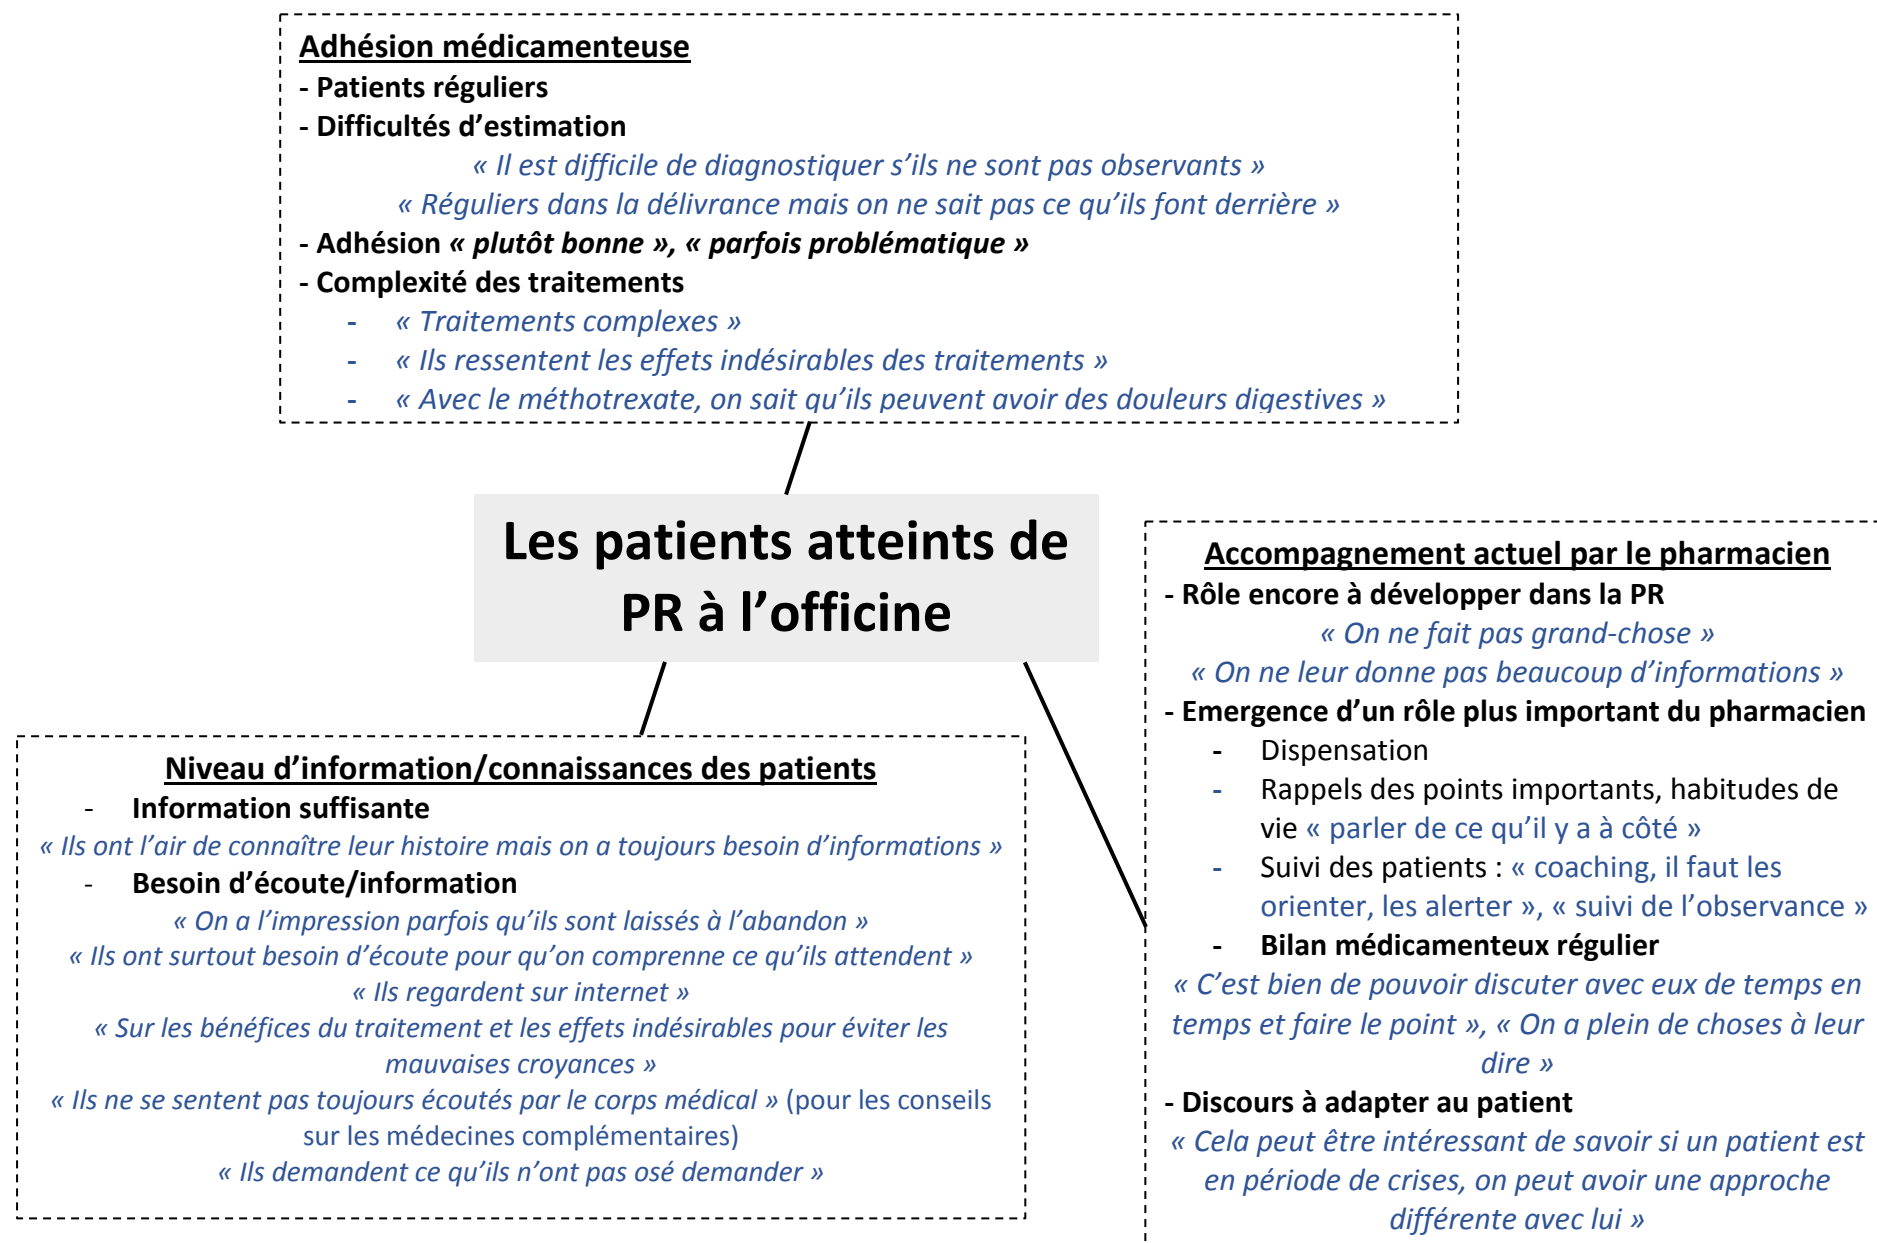 Adhésion médicamenteuse
- Patients réguliers
- Difficultés d’estimation
« Il est difficile de diagnostiquer s’ils ne sont pas observants »
« Réguliers dans la délivrance mais on ne sait pas ce qu’ils font derrière »
- Adhésion « plutôt bonne », « parfois problématique »
- Complexité des traitements
- « Traitements complexes »
- « Ils ressentent les effets indésirables des traitements »
- « Avec le méthotrexate, on sait qu’ils peuvent avoir des douleurs digestives »
Les patients atteints de
PR à l’officine
Niveau d’information/connaissances des patients
- Information suffisante
« Ils ont l’air de connaître leur histoire mais on a toujours besoin d’informations »
- Besoin d’écoute/information
« On a l’impression parfois qu’ils sont laissés à l’abandon »
« Ils ont surtout besoin d’écoute pour qu’on comprenne ce qu’ils attendent »
« Ils regardent sur internet »
« Sur les bénéfices du traitement et les effets indésirables pour éviter les
mauvaises croyances »
« Ils ne se sentent pas toujours écoutés par le corps médical » (pour les conseils
sur les médecines complémentaires)
« Ils demandent ce qu’ils n’ont pas osé demander »
Accompagnement actuel par le pharmacien
- Rôle encore à développer dans la PR
« On ne fait pas grand-chose »
« On ne leur donne pas beaucoup d’informations »
- Emergence d’un rôle plus important du pharmacien
- Dispensation
- Rappels des points importants, habitudes de
vie « parler de ce qu’il y a à côté »
- Suivi des patients : « coaching, il faut les
orienter, les alerter », « suivi de l’observance »
- Bilan médicamenteux régulier
« C’est bien de pouvoir discuter avec eux de temps en
temps et faire le point », « On a plein de choses à leur
dire »
- Discours à adapter au patient
« Cela peut être intéressant de savoir si un patient est
en période de crises, on peut avoir une approche
différente avec lui »